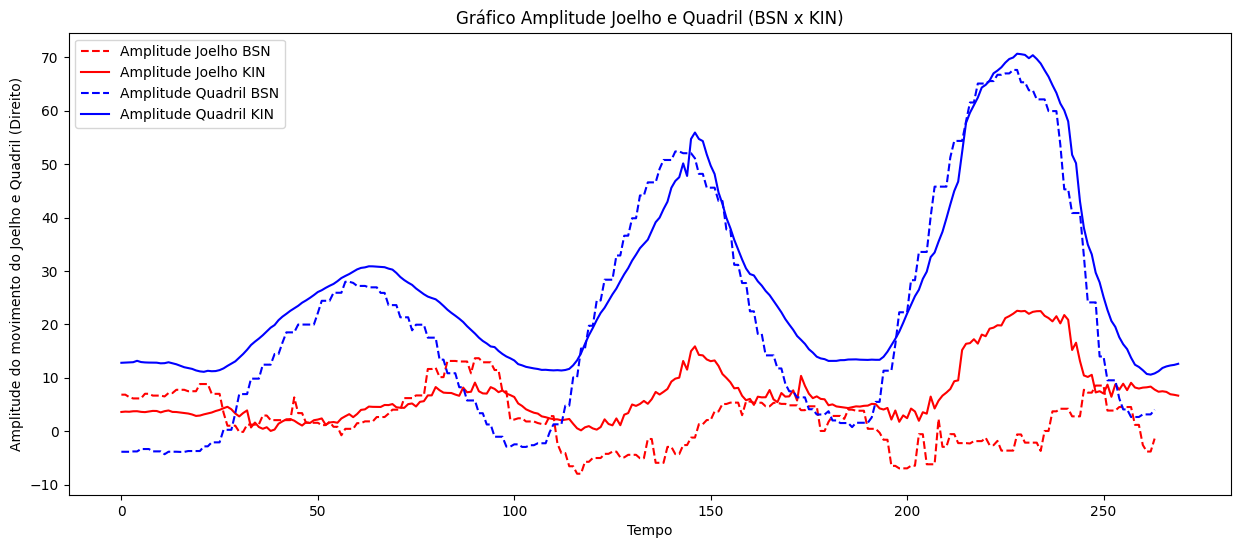 Gráfico Amplitude Joelho e Quadril (BSN x KIN)
Amplitude Joelho BSN
Amplitude Joelho KIN
Amplitude Quadril BSN
Amplitude Quadril KIN
Amplitude do movimento do Joelho e Quadril (Direito)
70
60
50
40
30
20
10
0
−10
0 50 100 150 200 250
Tempo